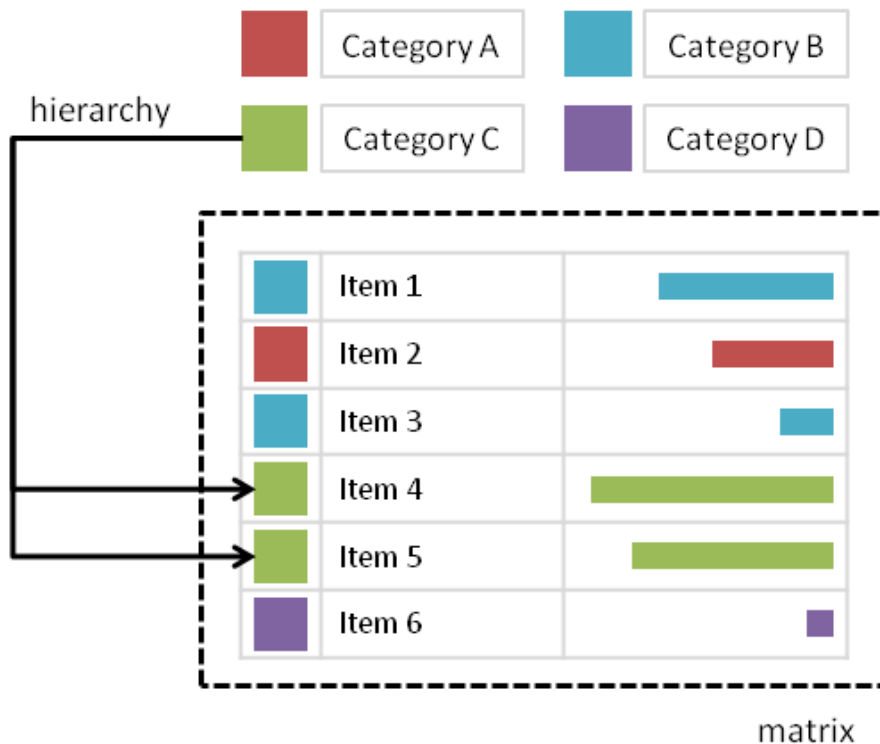 Category A
Category B
hierarchy
Category C
Category D
Item 1
Item 2
Item 3
Item 4
Item 5
Item 6
matrix